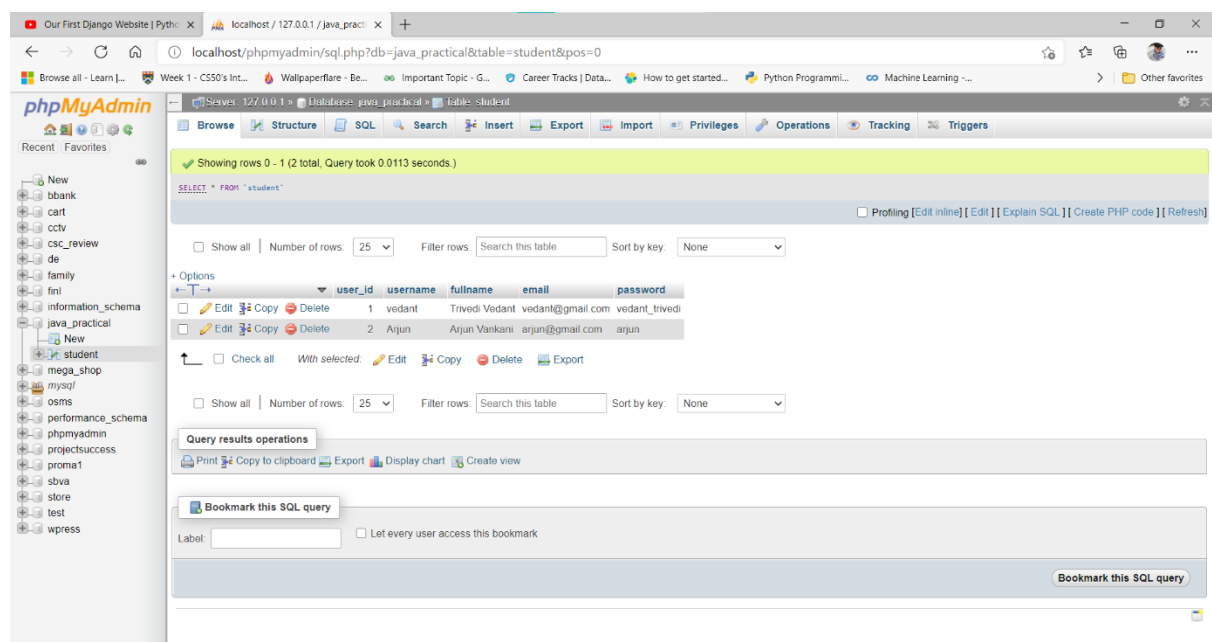 Our First Django Website | Pytho
localhost / 127.0.0.1 / java_practi
localhost/phpmyadmin/sql.php?db=java_practical&table=student&pos=0
Browse all - Learn |... Week 1 - CS50's Int... Wallpaperflare - Be... Important Topic - G... Career Tracks | Data... How to get started... Python Programmi... Machine Learning -... Other favorites
phpMyAdmin
Recent Favorites
New
bbank
cart
cctv
csc_review
de
family
finl
information_schema
java_practical
New
student
mega_shop
mysql
osms
performance_schema
phpmyadmin
projectsuccess
proma1
sbva
store
test
wpress
Server: 127.0.0.1 » Database: java_practical » Table: student
Browse Structure SQL Search Insert Export Import Privileges Operations Tracking Triggers
Showing rows 0 - 1 (2 total, Query took 0.0113 seconds.)
SELECT * FROM `student`
Profiling [Edit inline] [ Edit ] [ Explain SQL ] [ Create PHP code ] [ Refresh]
Show all | Number of rows: 25 Filter rows: Search this table Sort by key: None
+ Options
←T→ user_id username fullname email password
Edit Copy Delete 1 vedant Trivedi Vedant vedant@gmail.com vedant_trivedi
Edit Copy Delete 2 Arjun Arjun Vankani arjun@gmail.com arjun
Check all With selected: Edit Copy Delete Export
Show all | Number of rows: 25 Filter rows: Search this table Sort by key: None
Query results operations
Print Copy to clipboard Export Display chart Create view
Bookmark this SQL query
Label: Let every user access this bookmark
Bookmark this SQL query